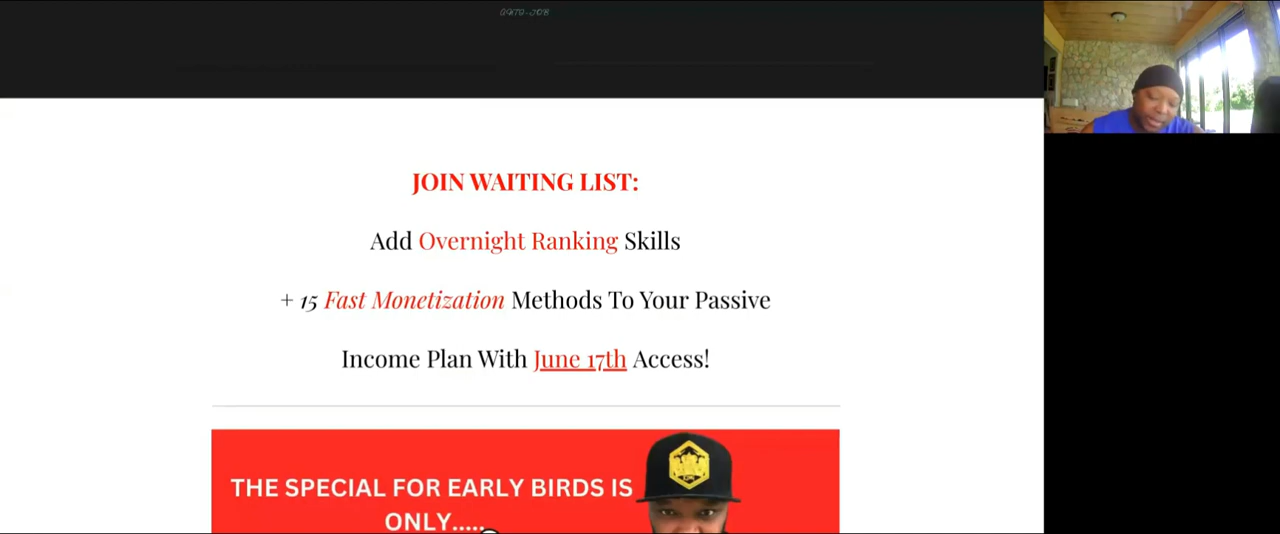 JOIN WAITING LIST:
Add Overnight Ranking Skills
+ 15 Fast Monetization Methods To Your Passive
Income Plan With June 17th Access!
THE SPECIAL FOR EARLY BIRDS IS
ONLY.....